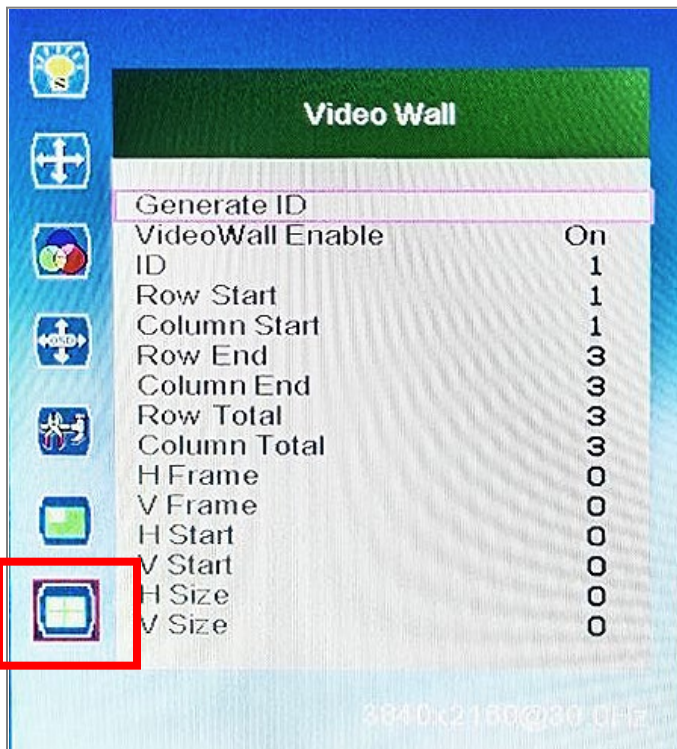 S
Video Wall
OSD
Generate ID
VideoWall Enable On
ID 1
Row Start 1
Column Start 1
Row End 3
Column End 3
Row Total 3
Column Total 3
H Frame 0
V Frame 0
H Start 0
V Start 0
H Size 0
V Size 0
3840x2160@30.0Hz